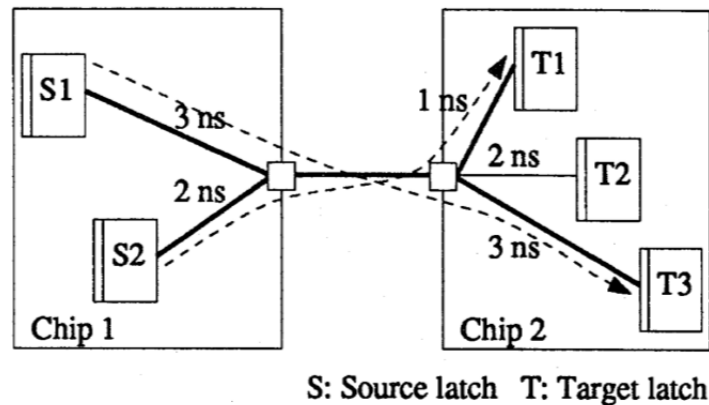 S1
3 ns
2 ns
S2
Chip 1
T1
1 ns
2 ns
T2
3 ns
T3
Chip 2
S: Source latch T: Target latch